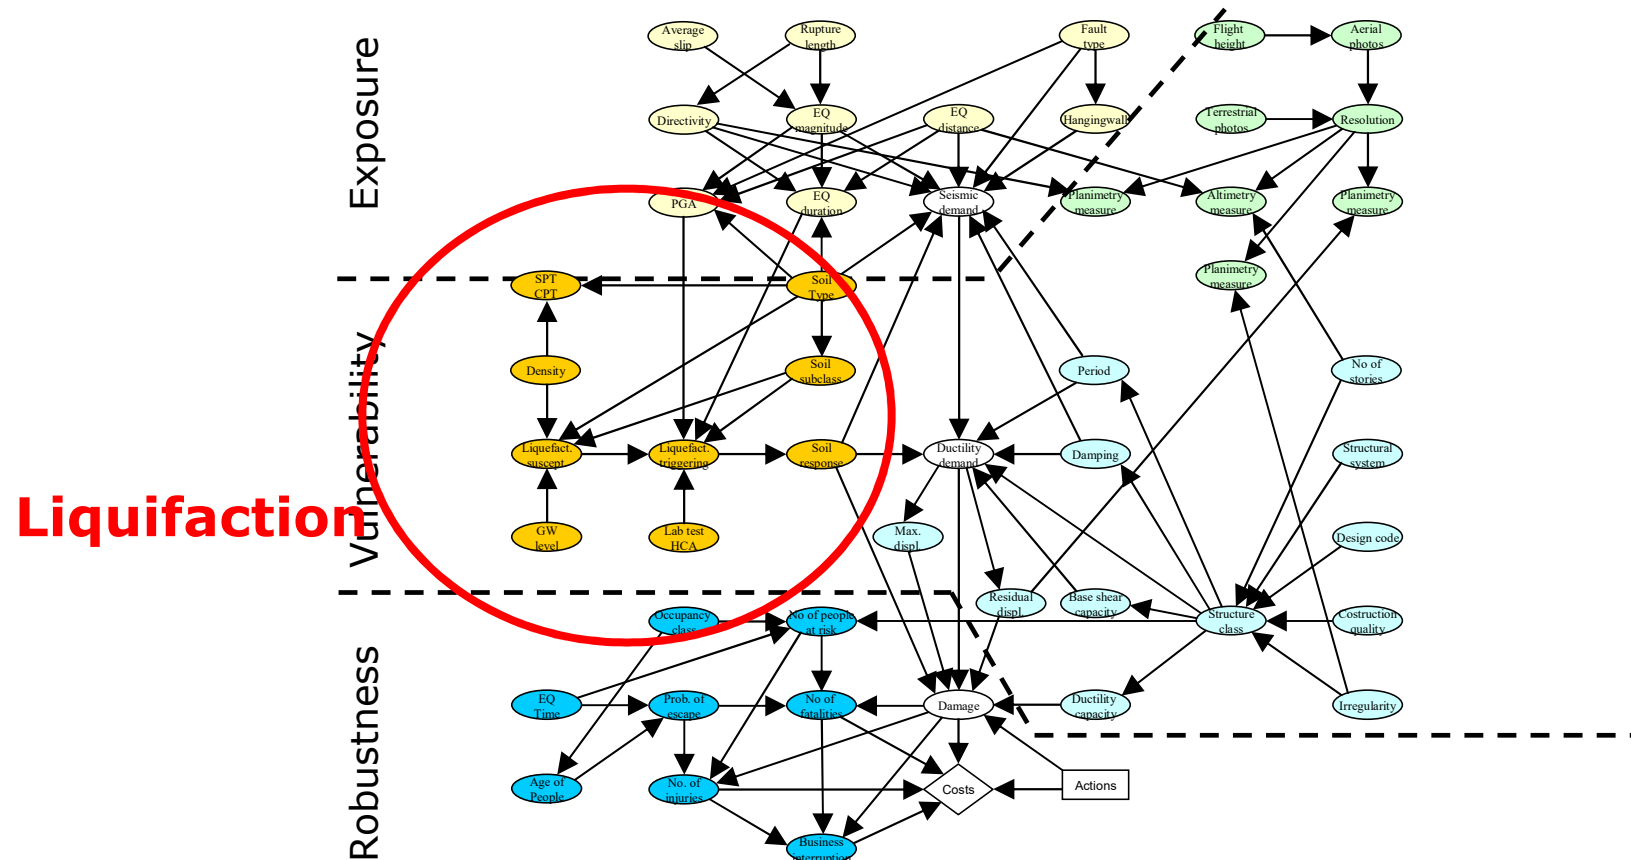 Exposure
Vulnerability
Robustness
Liquifaction
Average
slip
Rupture
length
Fault
type
Flight
height
Aerial
photos
Directivity
EQ
magnitude
EQ
distance
Hangingwall
Terrestrial
photos
Resolution
PGA
EQ
duration
Seismic
demand
Planimetry
measure
Altimetry
measure
Planimetry
measure
SPT
CPT
Soil
Type
Planimetry
measure
Density
Soil
subclass
Period
No of
stories
Liquefact.
suscept.
Liquefact.
triggering
Soil
response
Ductility
demand
Damping
Structural
system
GW
level
Lab test
HCA
Max.
displ.
Design code
Residual
displ.
Base shear
capacity
Occupancy
class
No of people
at risk
Structure
class
Costruction
quality
EQ
Time
Prob. of
escape
No of
fatalities
Damage
Ductility
capacity
Irregularity
Age of
People
No. of
injuries
Costs
Actions
Business
interruption